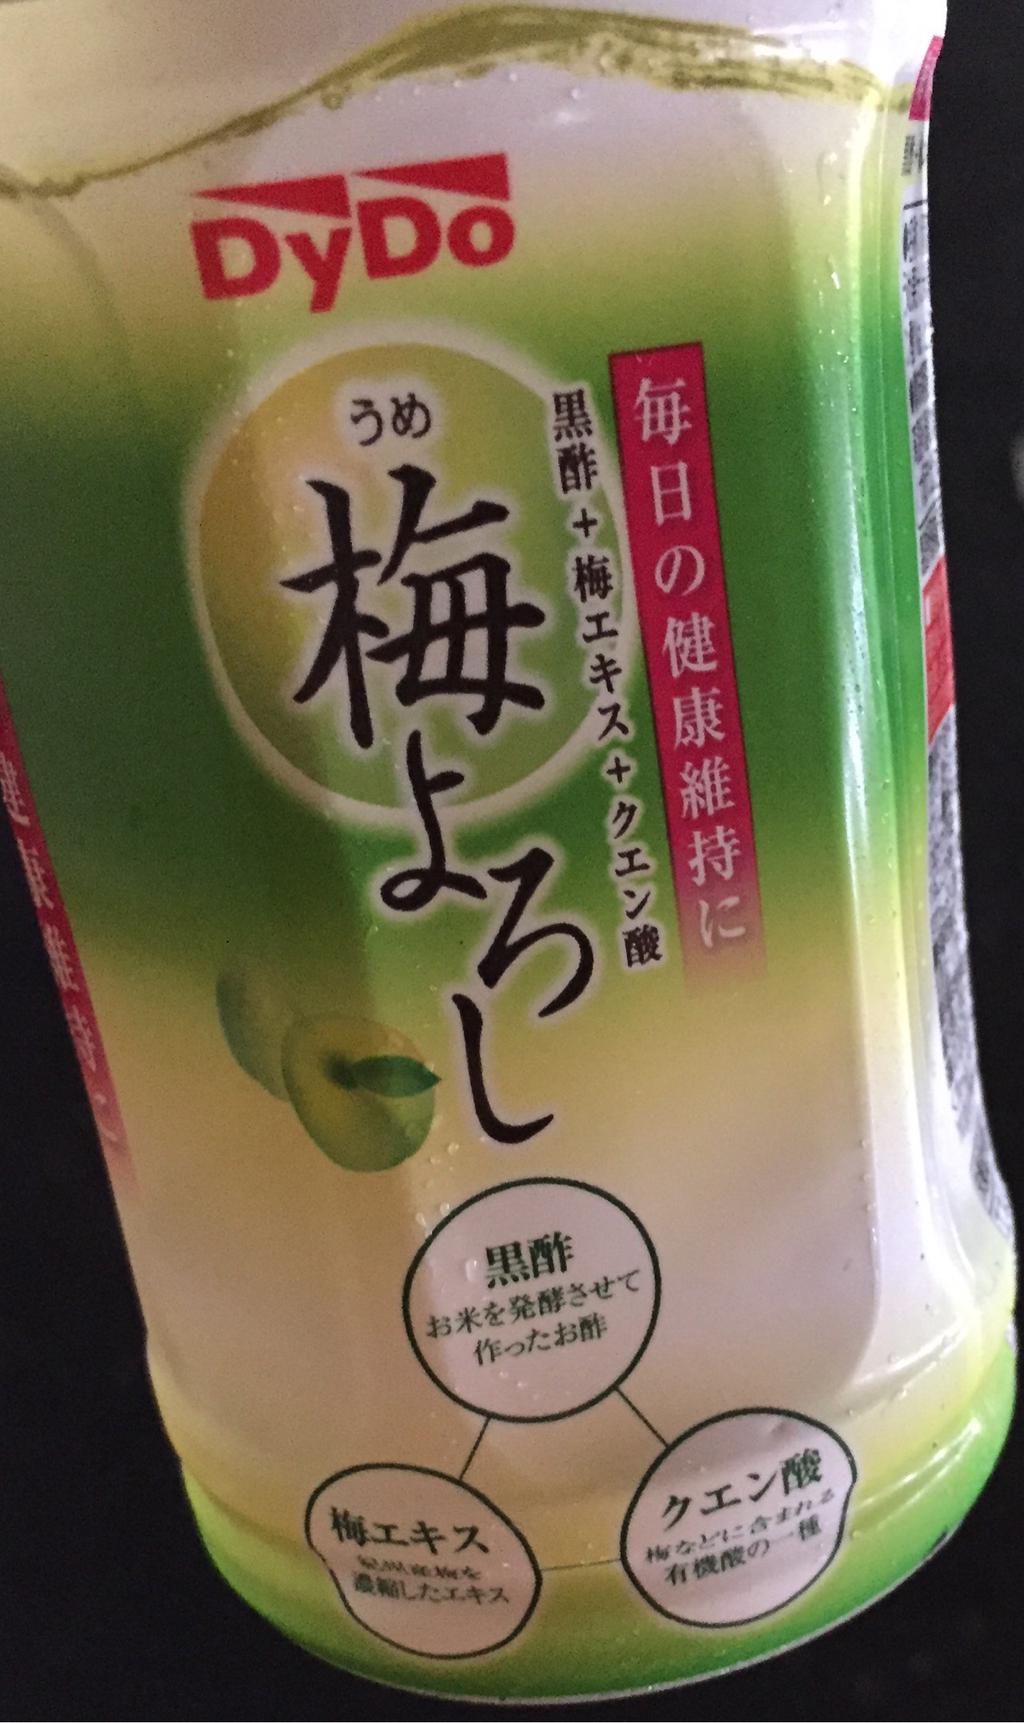 DyDo
毎日の健康維持に
黒酢+梅エキス+クエン酸
うめ
梅よろし
黒酢
お米を発酵させて
作ったお酢
梅エキス
濃縮したエキス
クエン酸
梅などに含まれる
有機酸の一種
健康維持に